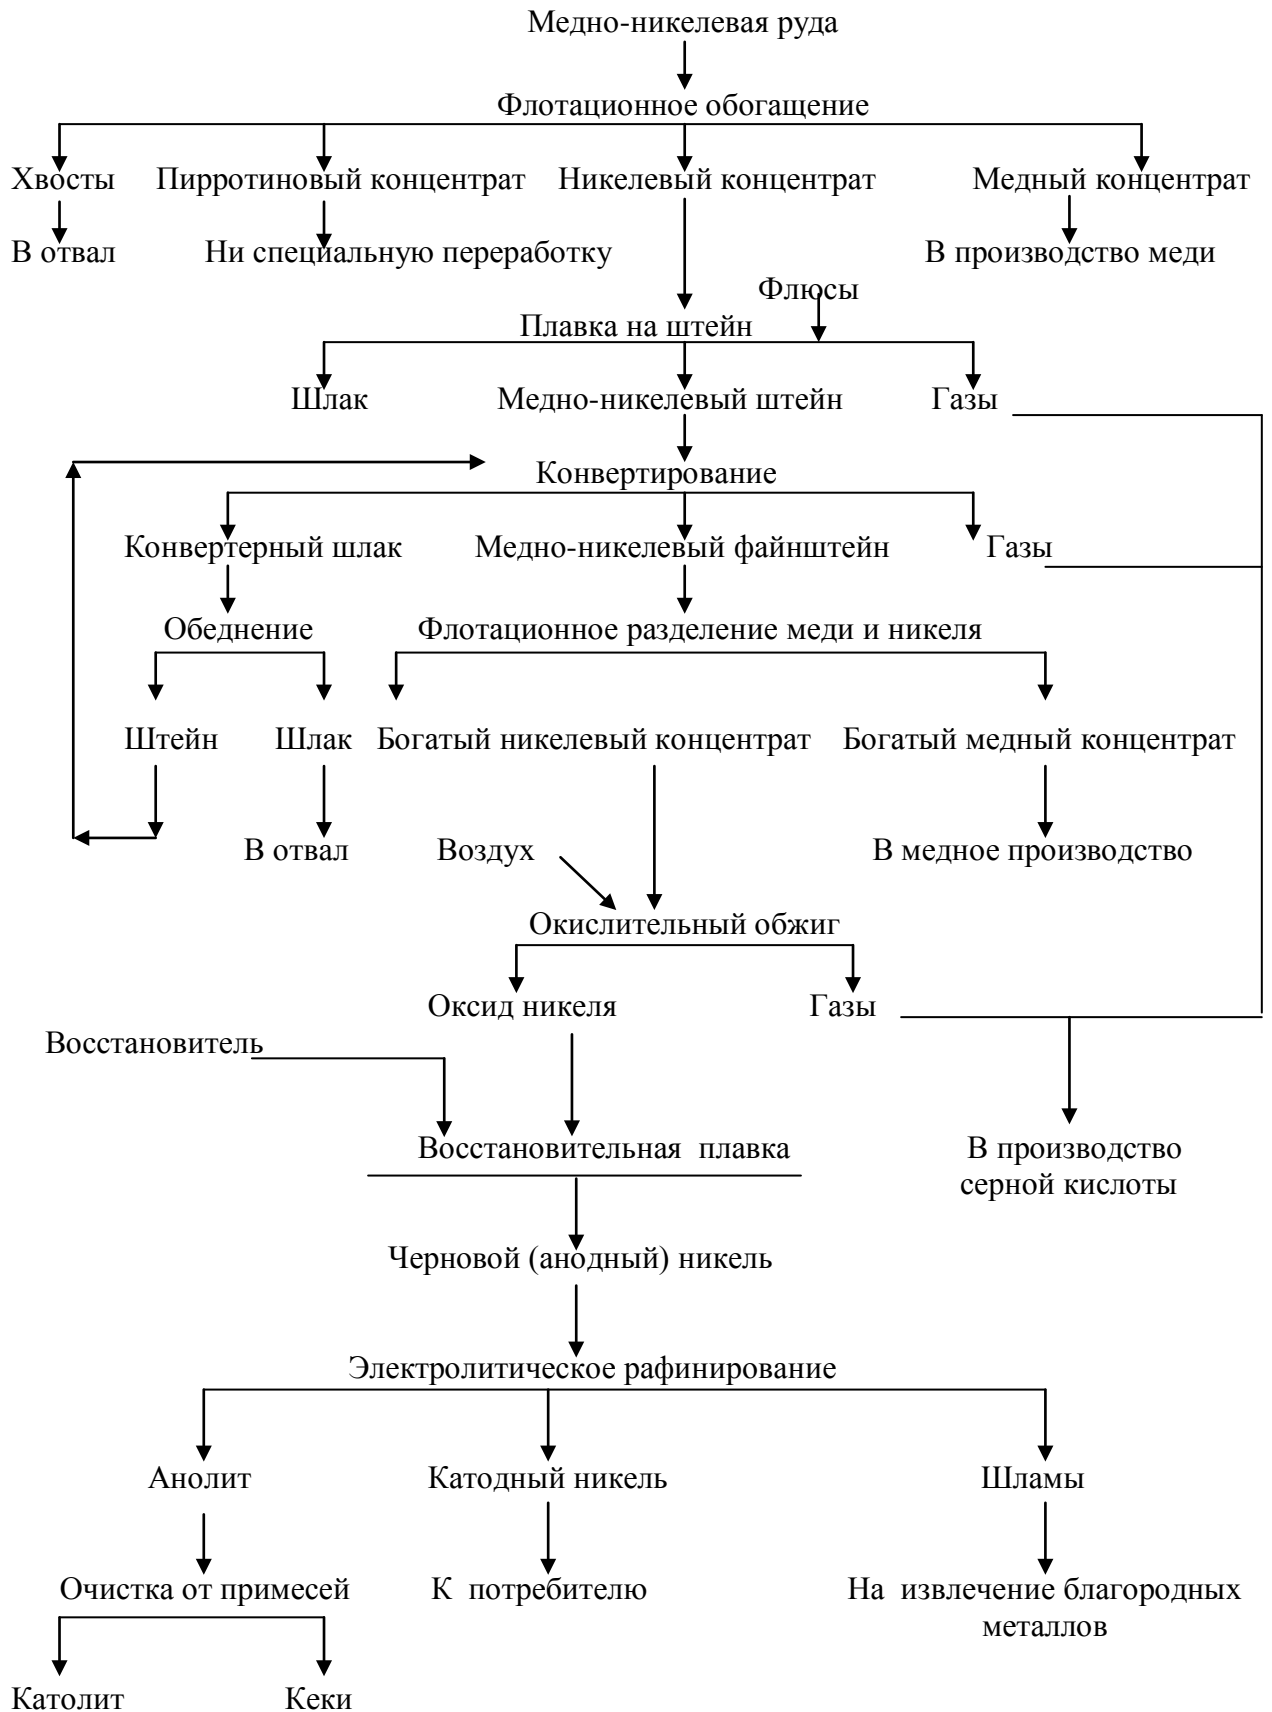 Медно-никелевая руда
Флотационное обогащение
Хвосты
Пирротиновый концентрат
Никелевый концентрат
Медный концентрат
В отвал
Ни специальную переработку
В производство меди
Флюсы
Плавка на штейн
Шлак
Медно-никелевый штейн
Газы
Конвертирование
Конвертерный шлак
Медно-никелевый файнштейн
Газы
Обеднение
Флотационное разделение меди и никеля
Штейн
Шлак
Богатый никелевый концентрат
Богатый медный концентрат
В отвал
Воздух
В медное производство
Окислительный обжиг
Оксид никеля
Газы
Восстановитель
Восстановительная плавка
В производство
серной кислоты
Черновой (анодный) никель
Электролитическое рафинирование
Анолит
Катодный никель
Шламы
Очистка от примесей
К потребителю
На извлечение благородных
металлов
Католит
Кеки